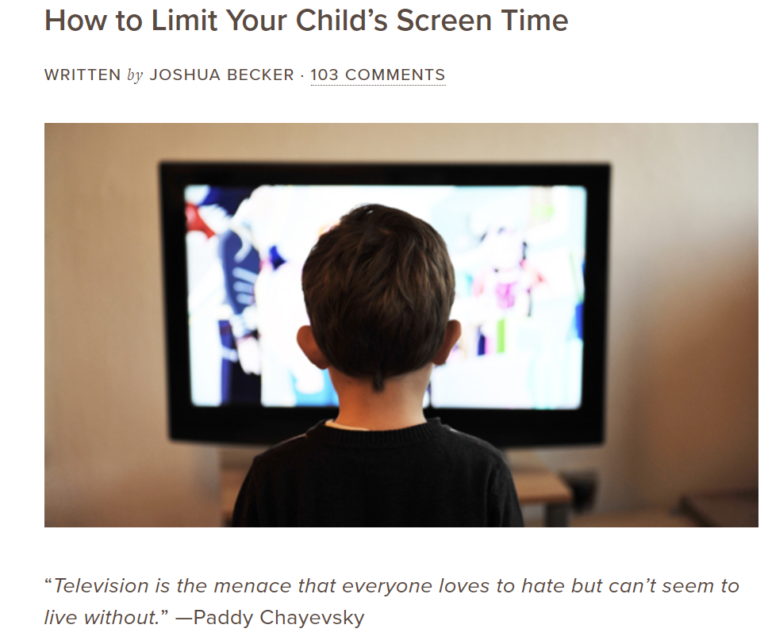 How to Limit Your Child’s Screen Time
WRITTEN by JOSHUA BECKER · 103 COMMENTS
“Television is the menace that everyone loves to hate but can’t seem to
live without.” —Paddy Chayevsky